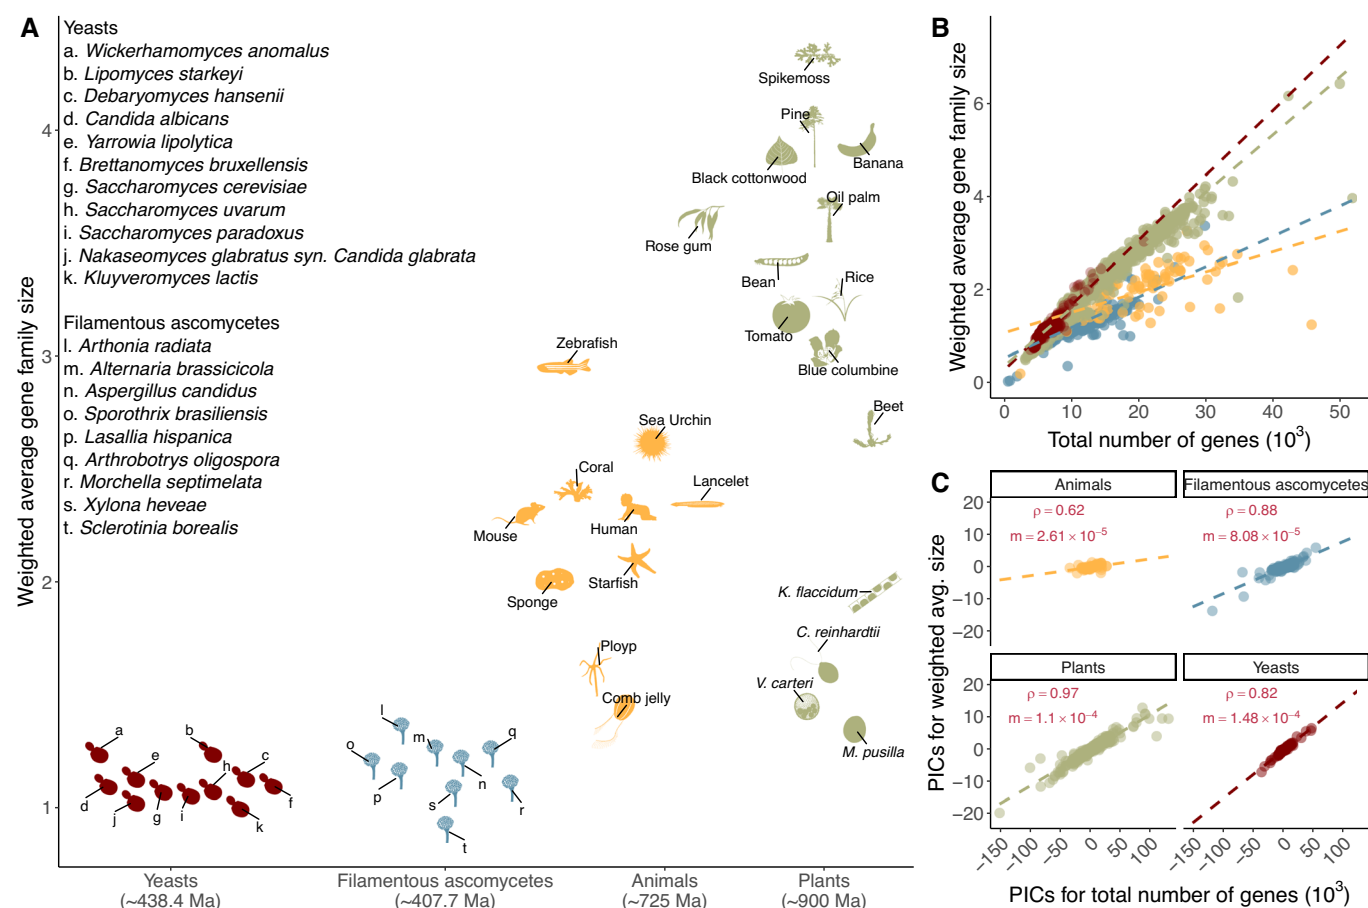 A
Yeasts
a. Wickerhamomyces anomalus
b. Lipomyces starkeyi
c. Debaryomyces hansenii
d. Candida albicans
e. Yarrowia lipolytica
f. Brettanomyces bruxellensis
g. Saccharomyces cerevisiae
h. Saccharomyces uvarum
i. Saccharomyces paradoxus
j. Nakaseomyces glabratus syn. Candida glabrata
k. Kluyveromyces lactis
Filamentous ascomycetes
l. Arthonia radiata
m. Alternaria brassicicola
n. Aspergillus candidus
o. Sporothrix brasiliensis
p. Lasallia hispanica
q. Arthrobotrys oligospora
r. Morchella septimelata
s. Xylona heveae
t. Sclerotinia borealis
Weighted average gene family size
4
3
2
1
Spikemoss
Pine
Banana
Black cottonwood
Oil palm
Rose gum
Bean
Rice
Tomato
Blue columbine
Zebrafish
Beet
Sea Urchin
Coral
Lancelet
Mouse
Human
Starfish
Sponge
K. flaccidum
C. reinhardtii
Ployp
V. carteri
Comb jelly
M. pusilla
a
b
e
h
c
d
j
g
i
k
f
l
m
q
o
p
n
s
r
t
Yeasts
(~438.4 Ma)
Filamentous ascomycetes
(~407.7 Ma)
Animals
(~725 Ma)
Plants
(~900 Ma)
B
Weighted average gene family size
6
4
2
0
0
10
20
30
40
50
Total number of genes (10³)
C
PICs for weighted avg. size
Animals
ρ = 0.62
m = 2.61 × 10⁻⁵
Filamentous ascomycetes
ρ = 0.88
m = 8.08 × 10⁻⁵
20
10
0
−10
−20
Plants
ρ = 0.97
m = 1.1 × 10⁻⁴
Yeasts
ρ = 0.82
m = 1.48 × 10⁻⁴
20
10
0
−10
−20
−150
−100
−50
0
50
100
−150
−100
−50
0
50
100
PICs for total number of genes (10³)